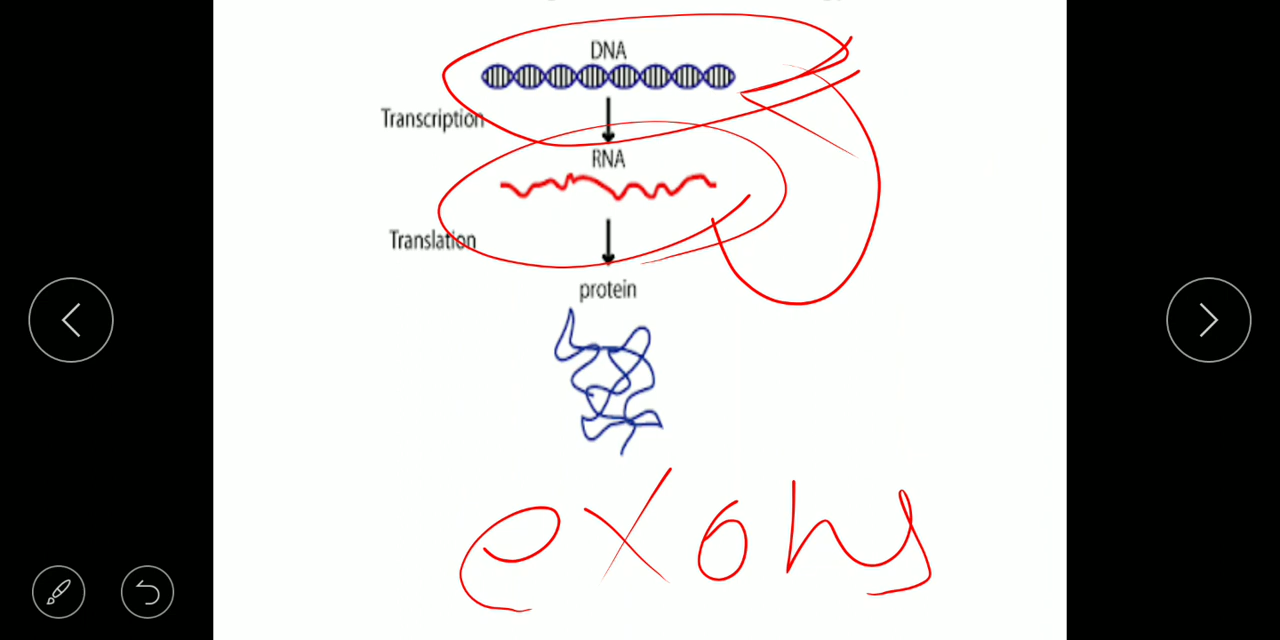 DNA
Transcription
RNA
Translation
protein
exons